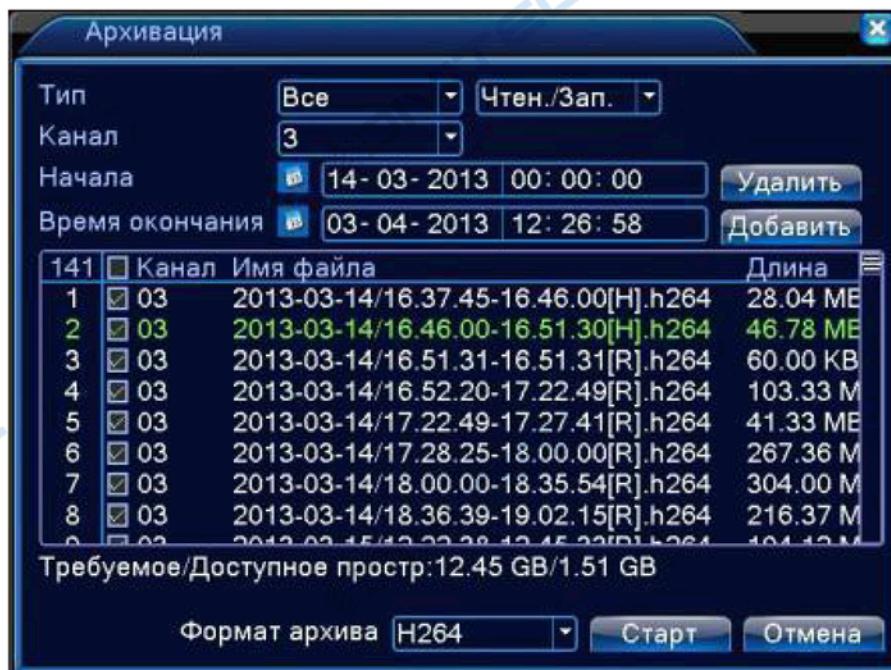 Архивация
Тип Все Чтен./Зап.
Канал 3
Начала 14-03-2013 00:00:00 Удалить
Время окончания 03-04-2013 12:26:58 Добавить
141 Канал Имя файла Длина
1 03 2013-03-14/16.37.45-16.46.00[H].h264 28.04 MB
2 03 2013-03-14/16.46.00-16.51.30[H].h264 46.78 MB
3 03 2013-03-14/16.51.31-16.51.31[R].h264 60.00 KB
4 03 2013-03-14/16.52.20-17.22.49[R].h264 103.33 M
5 03 2013-03-14/17.22.49-17.27.41[R].h264 41.33 MB
6 03 2013-03-14/17.28.25-18.00.00[R].h264 267.36 M
7 03 2013-03-14/18.00.00-18.35.54[R].h264 304.00 M
8 03 2013-03-14/18.36.39-19.02.15[R].h264 216.37 M
Требуемое/Доступное простр:12.45 GB/1.51 GB
Формат архива H264 Старт Отмена